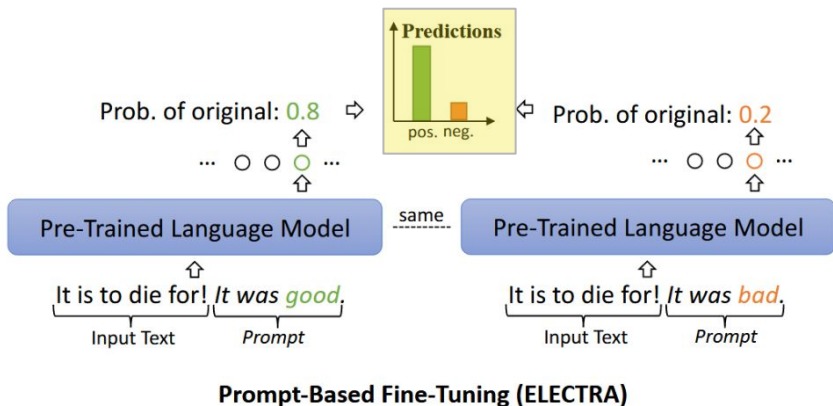 Predictions
pos. neg.
Prob. of original: 0.8
Prob. of original: 0.2
... ...
... ...
Pre-Trained Language Model
same
Pre-Trained Language Model
It is to die for! It was good.
It is to die for! It was bad.
Input Text
Prompt
Input Text
Prompt
Prompt-Based Fine-Tuning (ELECTRA)